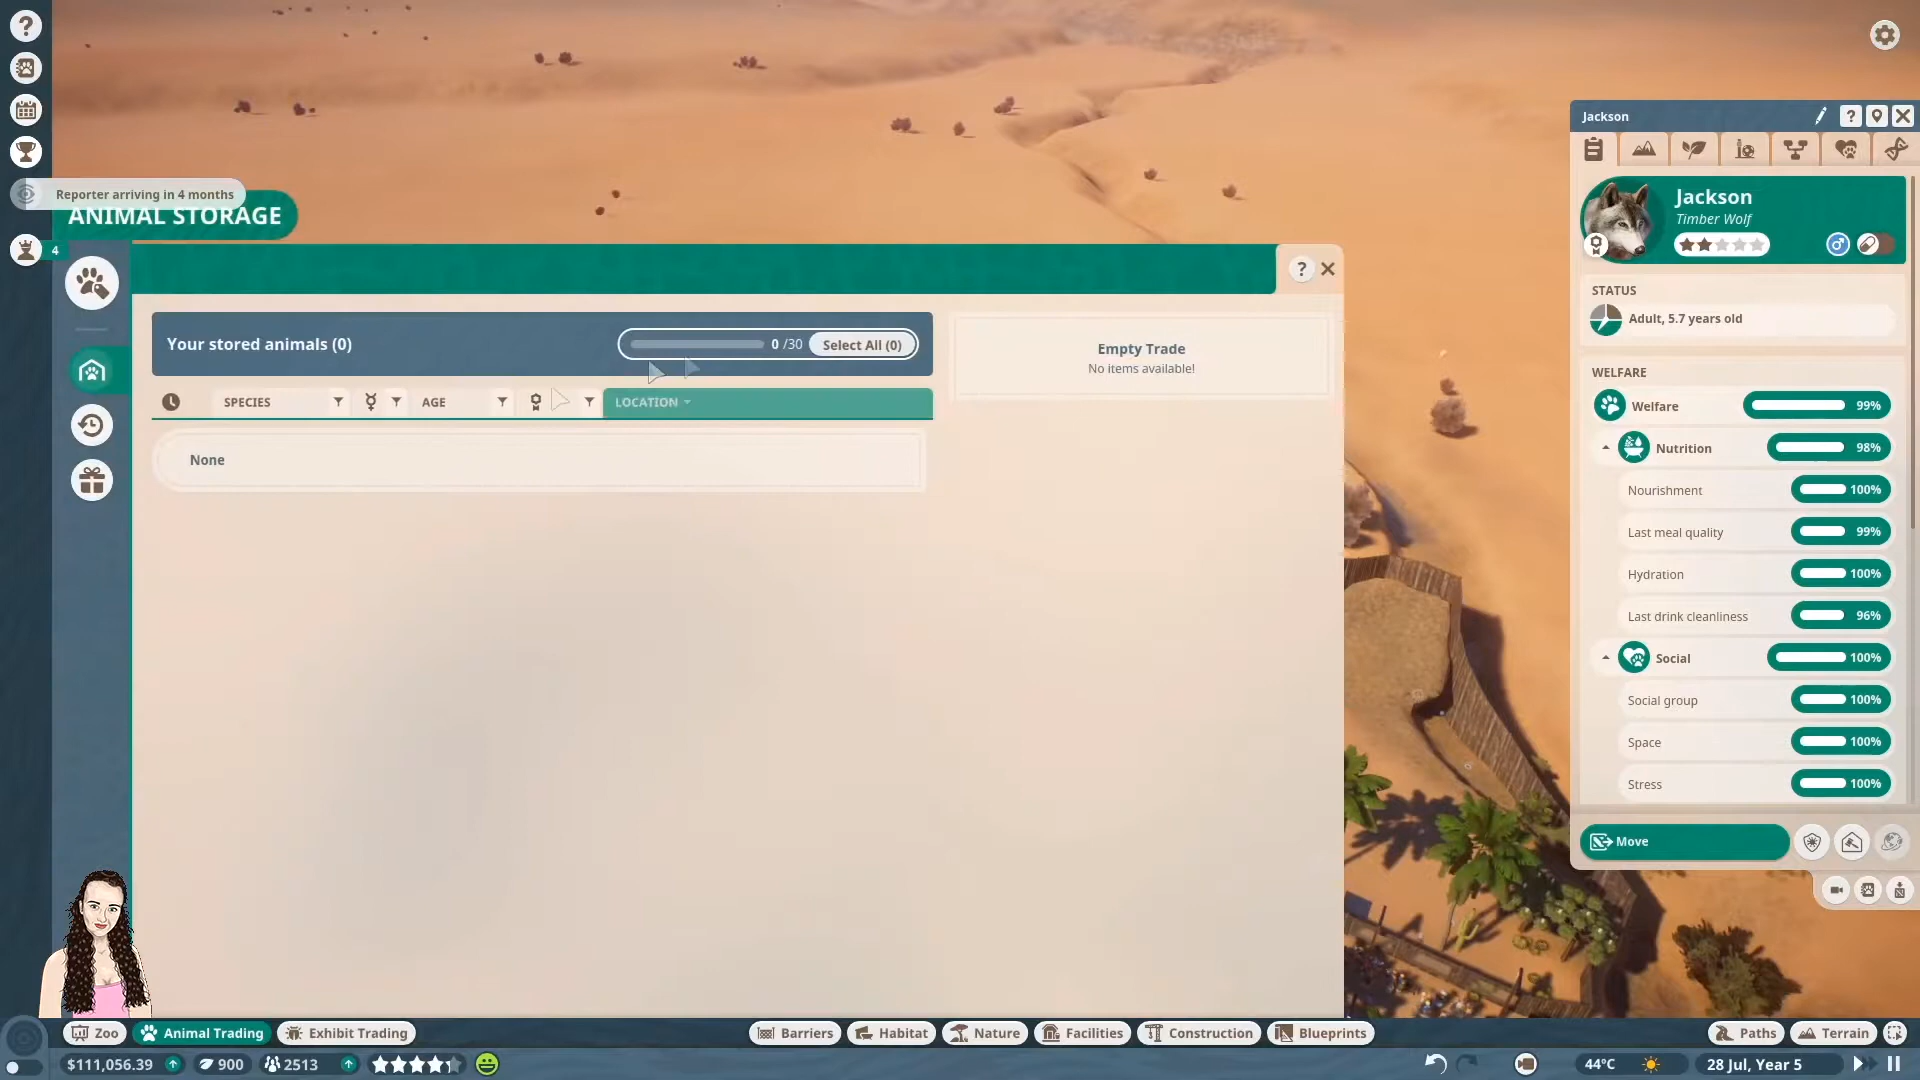 Reporter arriving in 4 months
ANIMAL STORAGE
4
?
Your stored animals (0)
0 /30
Select All (0)
SPECIES
AGE
LOCATION
None
Empty Trade
No items available!
Jackson
?
Jackson
Timber Wolf
STATUS
Adult, 5.7 years old
WELFARE
Welfare 99%
Nutrition 98%
Nourishment 100%
Last meal quality 99%
Hydration 100%
Last drink cleanliness 96%
Social 100%
Social group 100%
Space 100%
Stress 100%
Move
Zoo
Animal Trading
Exhibit Trading
Barriers
Habitat
Nature
Facilities
Construction
Blueprints
Paths
Terrain
$111,056.39
900
2513
44°C
28 Jul, Year 5